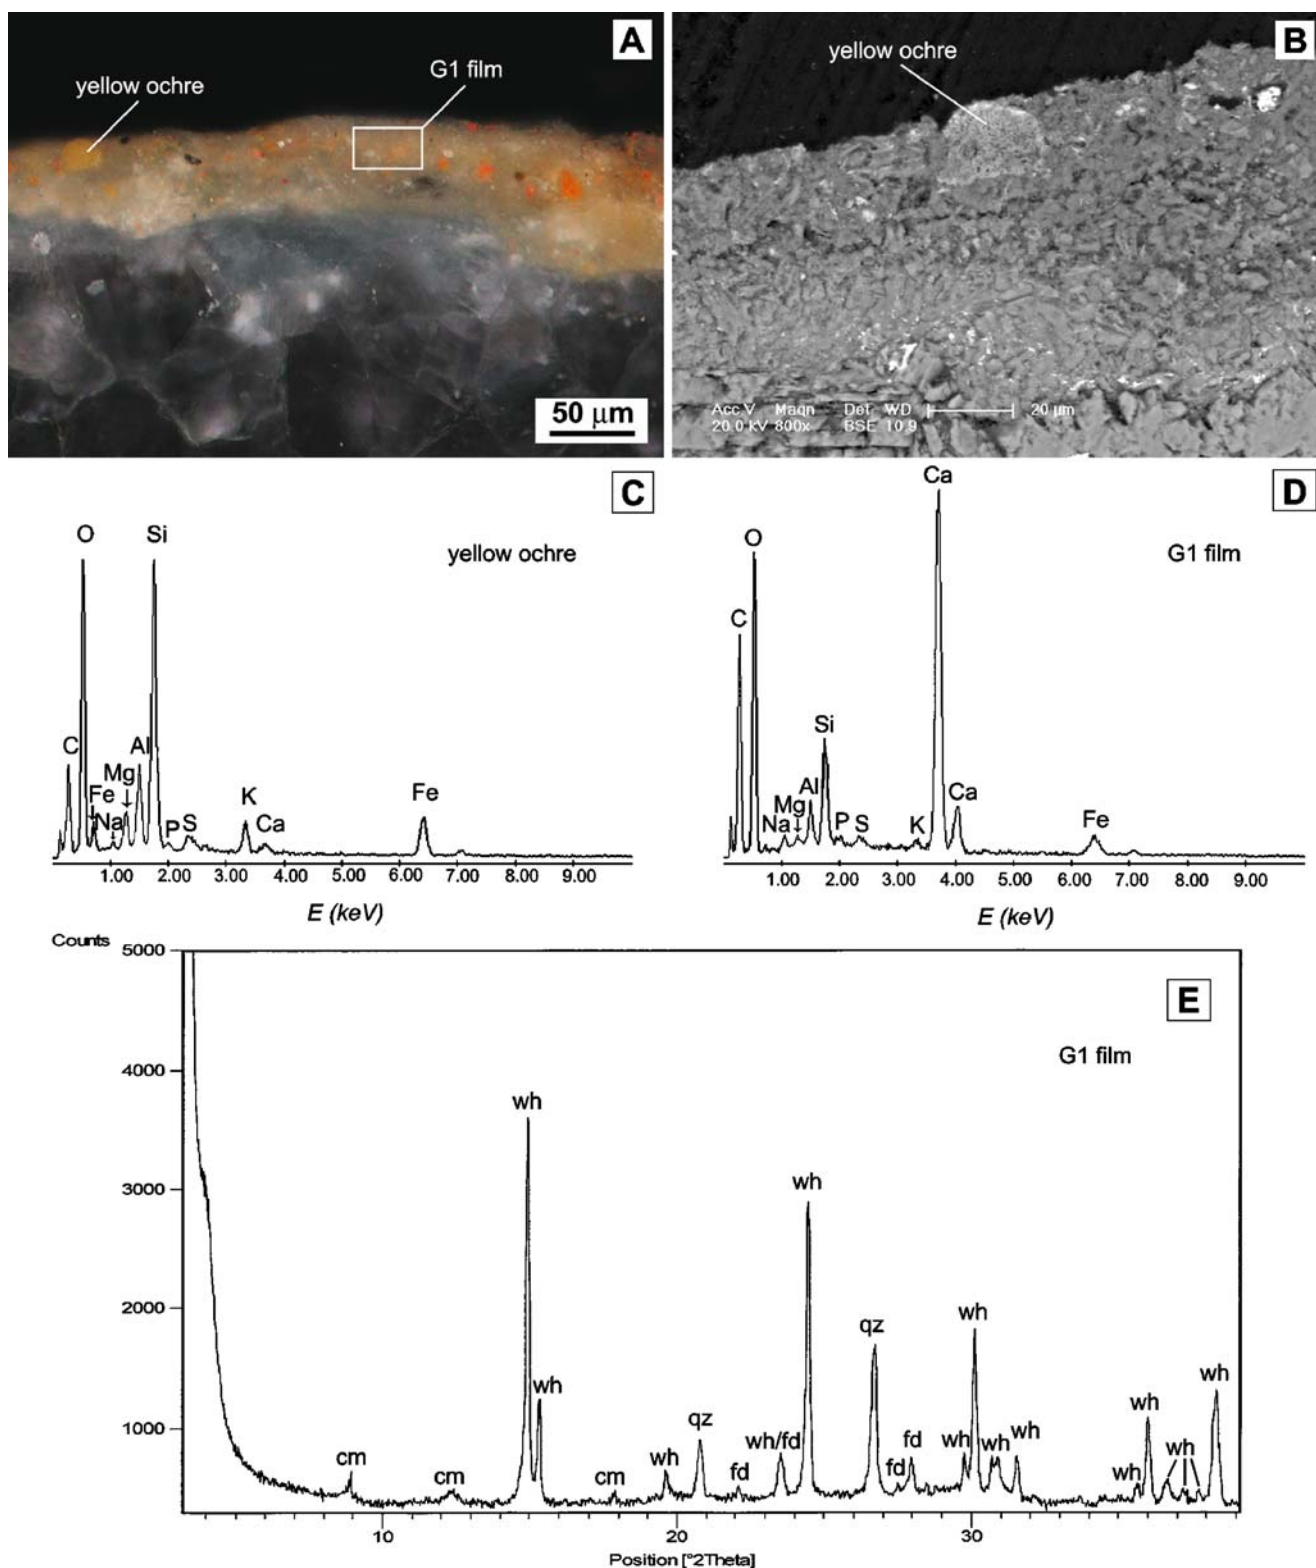 A
yellow ochre
G1 film
50 µm
B
yellow ochre
Acc V Magn Det WD 20 µm
20.0 kV 800x BSE 10.9
C
O
Si
yellow ochre
C
Fe
Na
Mg
Al
P
S
K
Ca
Fe
1.00 2.00 3.00 4.00 5.00 6.00 7.00 8.00 9.00
E (keV)
D
Ca
O
G1 film
C
Si
Na
Mg
Al
P
S
K
Ca
Fe
1.00 2.00 3.00 4.00 5.00 6.00 7.00 8.00 9.00
E (keV)
Counts
E
G1 film
5000
4000
3000
2000
1000
cm
cm
wh
wh
cm
wh
qz
fd
wh/fd
wh
qz
fd
fd
wh
wh
wh
wh
wh
wh
wh
wh
10 20 30
Position [°2Theta]